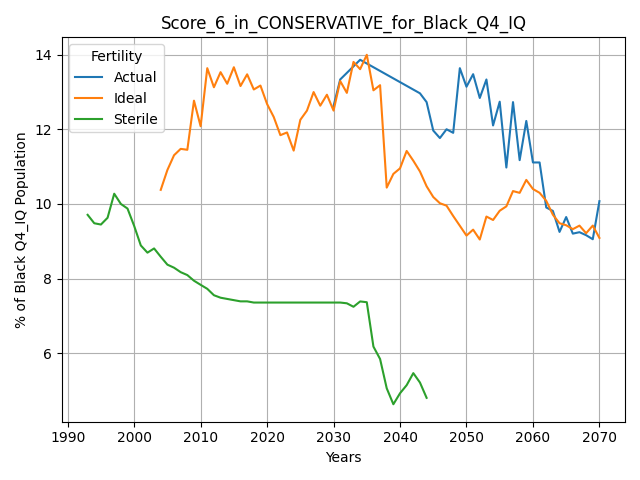 Score_6_in_CONSERVATIVE_for_Black_Q4_IQ
Fertility
Actual
Ideal
Sterile
14
12
10
8
6
% of Black Q4_IQ Population
1990 2000 2010 2020 2030 2040 2050 2060 2070
Years